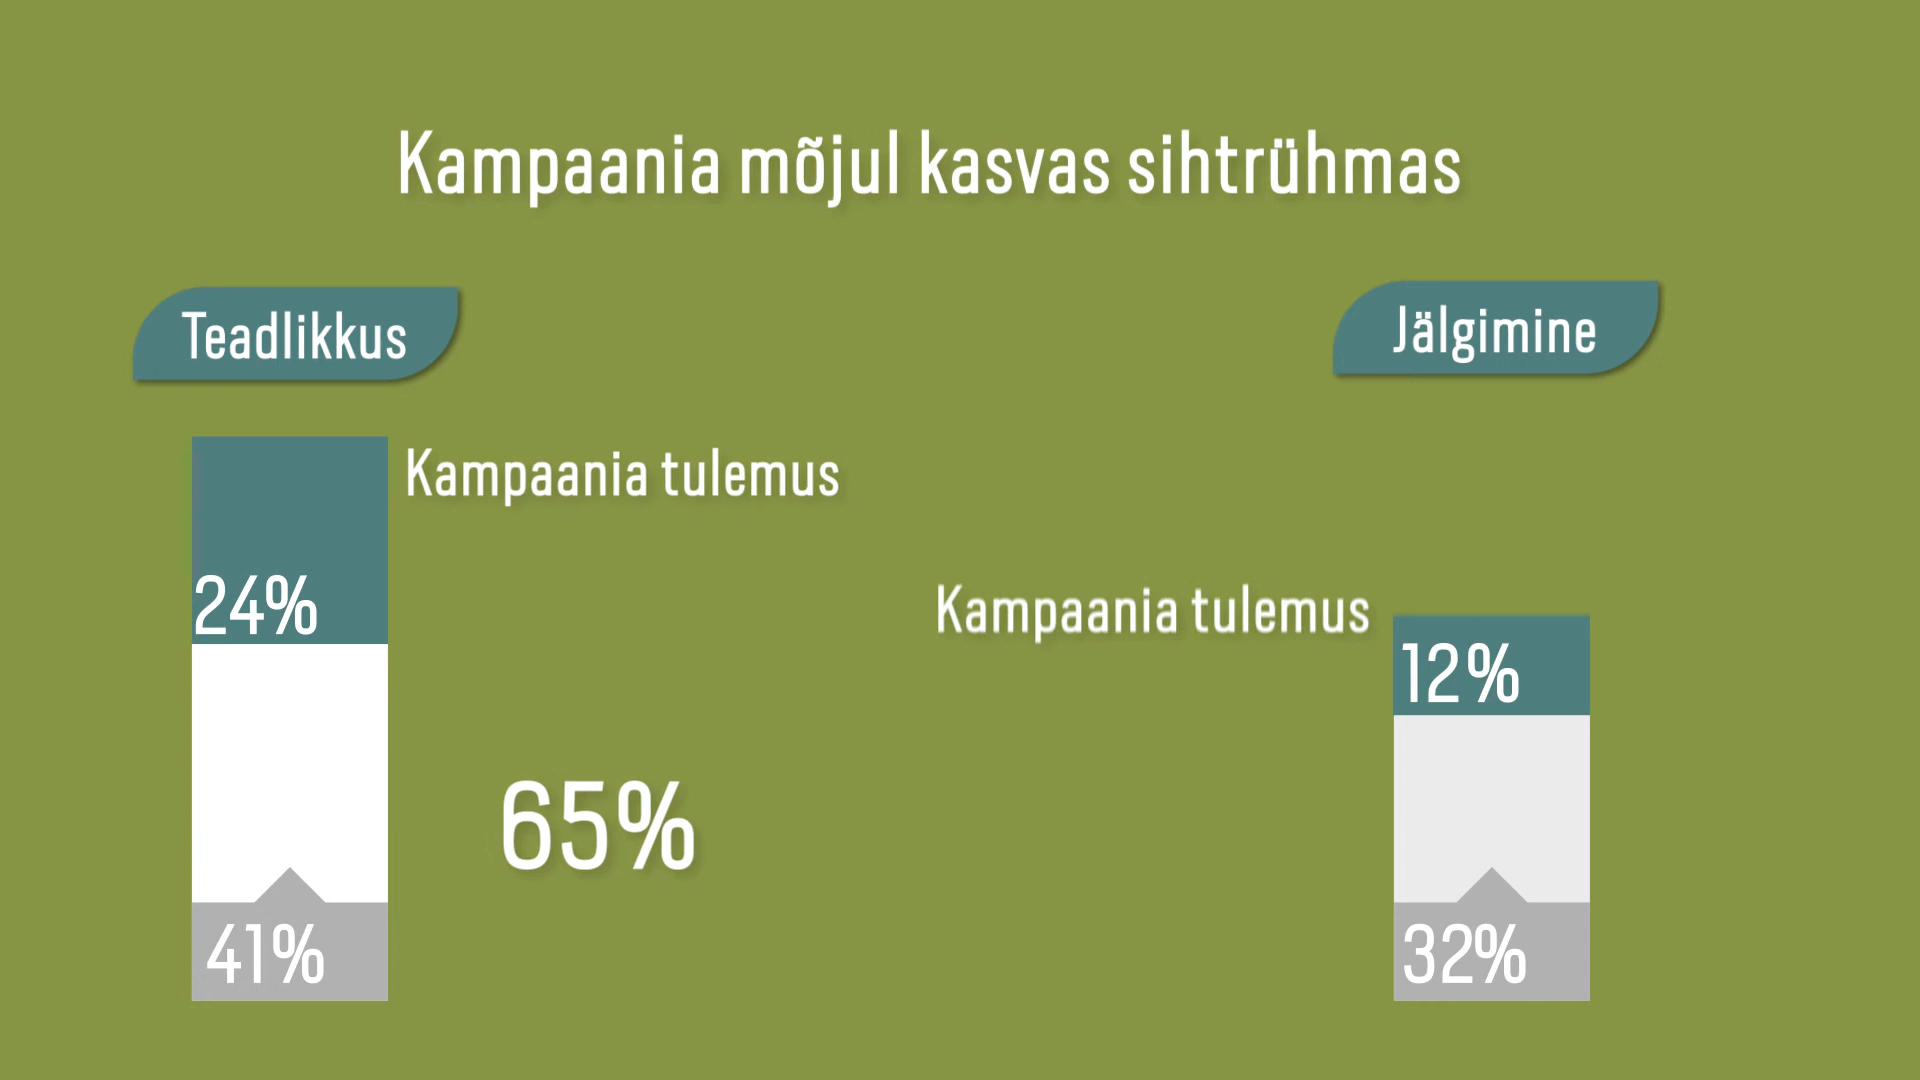 Kampaania mõjul kasvas sihtrühmas
Teadlikkus
Jälgimine
Kampaania tulemus
24%
Kampaania tulemus
12%
65%
41%
32%